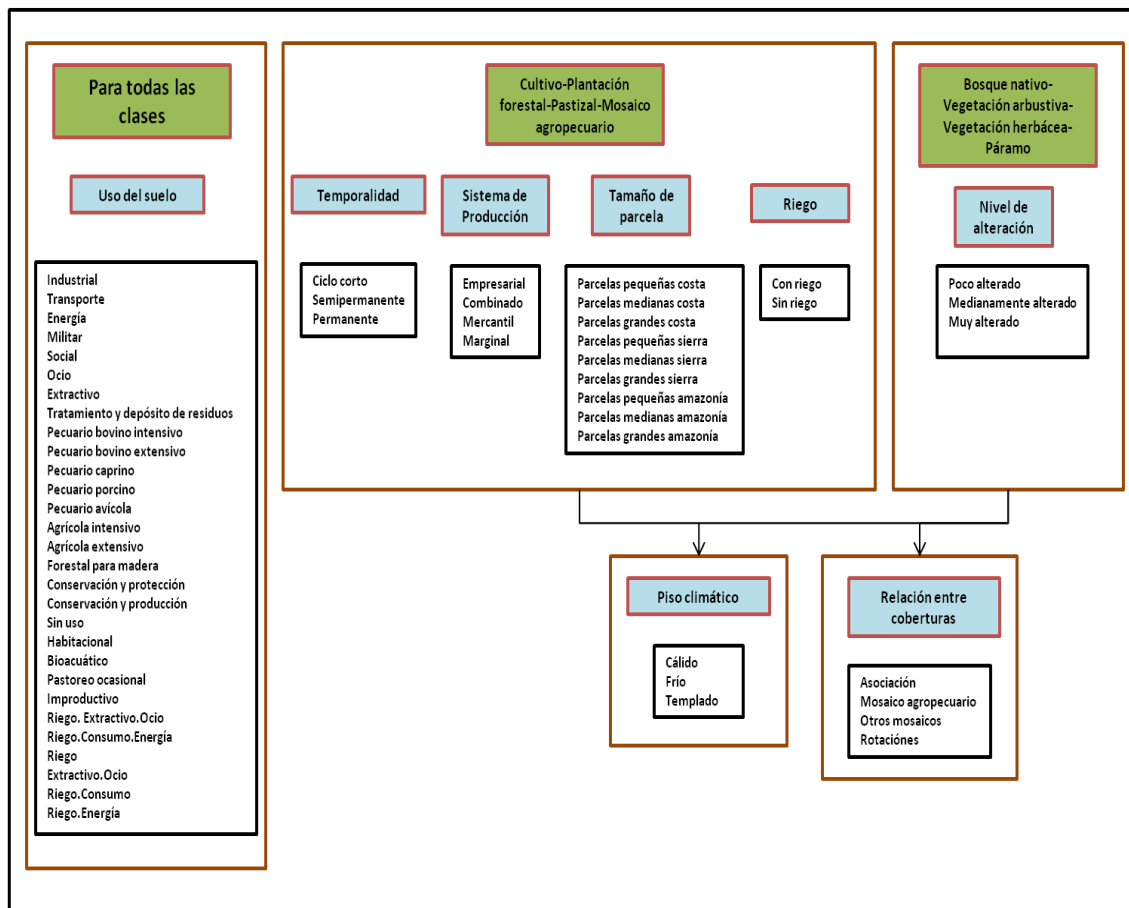 Para todas las
clases
Uso del suelo
Industrial
Transporte
Energía
Militar
Social
Ocio
Extractivo
Tratamiento y depósito de residuos
Pecuario bovino intensivo
Pecuario bovino extensivo
Pecuario caprino
Pecuario porcino
Pecuario avícola
Agrícola intensivo
Agrícola extensivo
Forestal para madera
Conservación y protección
Conservación y producción
Sin uso
Habitacional
Bioacuático
Pastoreo ocasional
Improductivo
Riego. Extractivo.Ocio
Riego.Consumo.Energía
Riego
Extractivo.Ocio
Riego.Consumo
Riego.Energía
Cultivo-Plantación
forestal-Pastizal-Mosaico
agropecuario
Temporalidad
Ciclo corto
Semipermanente
Permanente
Sistema de
Producción
Empresarial
Combinado
Mercantil
Marginal
Tamaño de
parcela
Parcelas pequeñas costa
Parcelas medianas costa
Parcelas grandes costa
Parcelas pequeñas sierra
Parcelas medianas sierra
Parcelas grandes sierra
Parcelas pequeñas amazonía
Parcelas medianas amazonía
Parcelas grandes amazonía
Riego
Con riego
Sin riego
Bosque nativo-
Vegetación arbustiva-
Vegetación herbácea-
Páramo
Nivel de
alteración
Poco alterado
Medianamente alterado
Muy alterado
Piso climático
Cálido
Frío
Templado
Relación entre
coberturas
Asociación
Mosaico agropecuario
Otros mosaicos
Rotaciónes